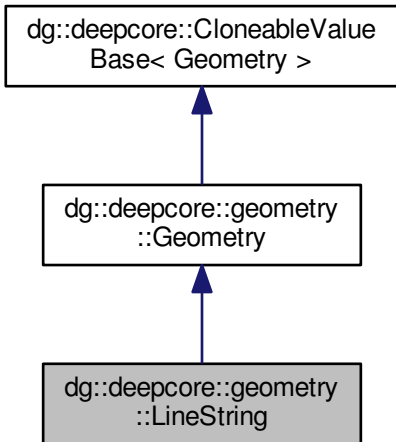 dg::deepcore::CloneableValue
Base< Geometry >
dg::deepcore::geometry
::Geometry
dg::deepcore::geometry
::LineString